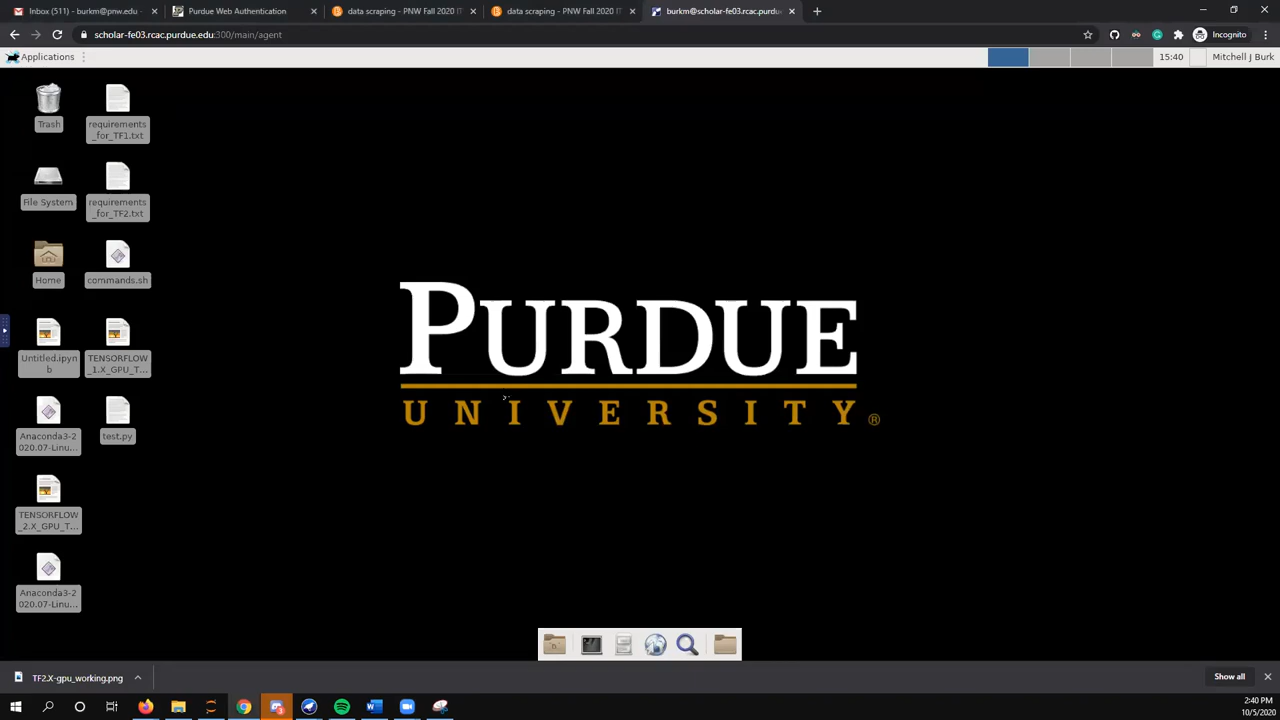 Inbox (511) - burkm@pnw.edu
Purdue Web Authentication
data scraping - PNW Fall 2020 IT
data scraping - PNW Fall 2020 IT
burkm@scholar-fe03.rcac.purdue
scholar-fe03.rcac.purdue.edu:300/main/agent
Incognito
Applications
15:40
Mitchell J Burk
Trash
requirements
_for_TF1.txt
File System
requirements
_for_TF2.txt
Home
commands.sh
Untitled.ipyn
b
TENSORFLOW
_1.X_GPU_T...
Anaconda3-2
020.07-Linu...
test.py
TENSORFLOW
_2.X_GPU_T...
Anaconda3-2
020.07-Linu...
PURDUE
UNIVERSITY®
TF2.X-gpu_working.png
Show all
2:40 PM
10/5/2020